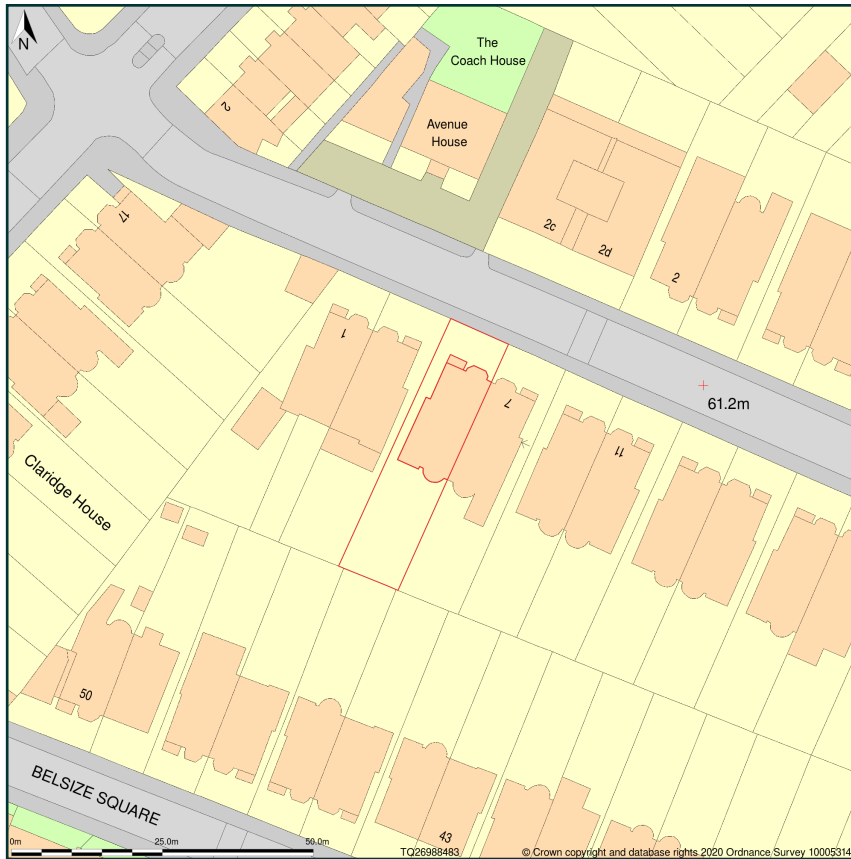 N
The
Coach House
Avenue
House
2
2c
2d
2
17
1
7
11
61.2m
Claridge House
50
43
BELSIZE SQUARE
0m
25.0m
50.0m
TQ26988483
© Crown copyright and database rights 2020 Ordnance Survey 10005314